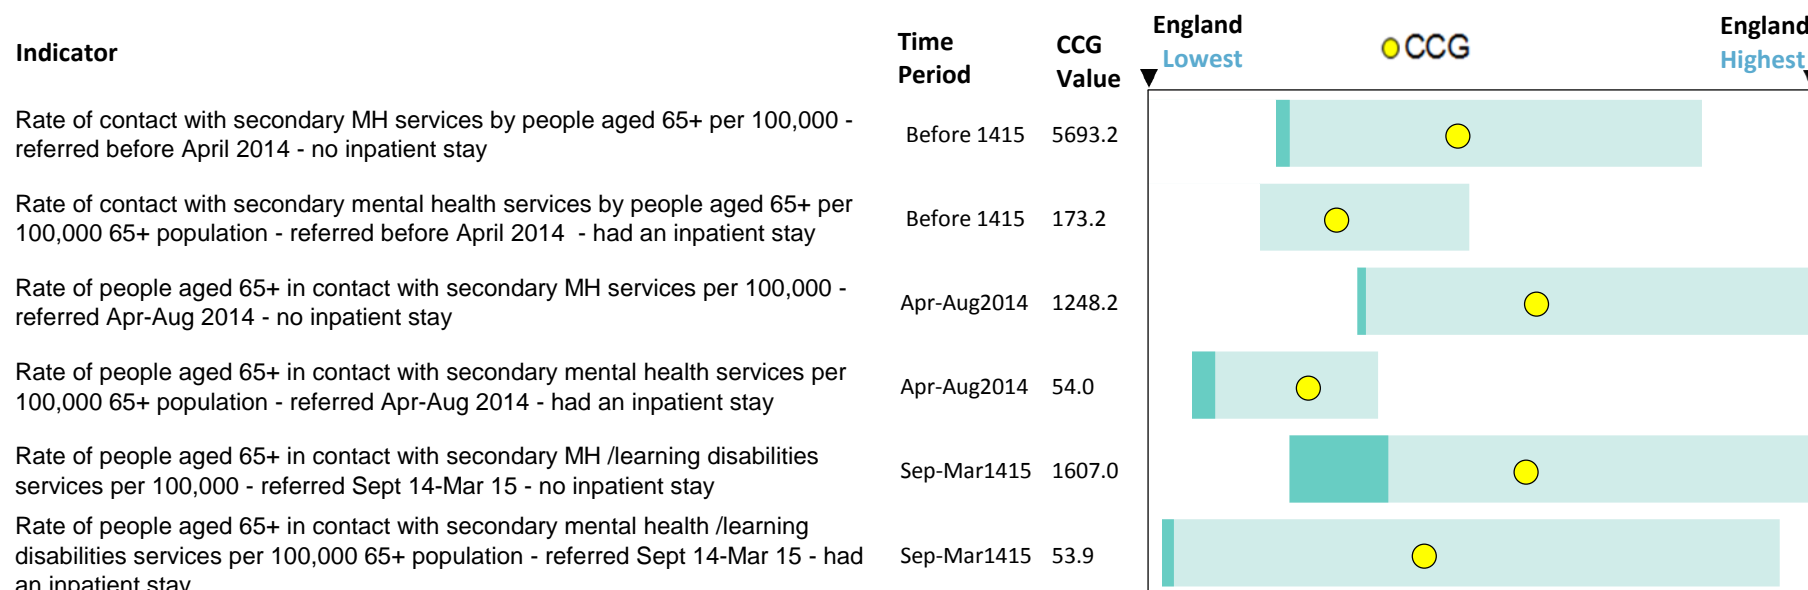 Indicator
Time Period
CCG Value
England Lowest
CCG
England Highest
Rate of contact with secondary MH services by people aged 65+ per 100,000 -
referred before April 2014 - no inpatient stay
Before 1415 5693.2
Rate of contact with secondary mental health services by people aged 65+ per
100,000 65+ population - referred before April 2014 - had an inpatient stay
Before 1415 173.2
Rate of people aged 65+ in contact with secondary MH services per 100,000 -
referred Apr-Aug 2014 - no inpatient stay
Apr-Aug2014 1248.2
Rate of people aged 65+ in contact with secondary mental health services per
100,000 65+ population - referred Apr-Aug 2014 - had an inpatient stay
Apr-Aug2014 54.0
Rate of people aged 65+ in contact with secondary MH /learning disabilities
services per 100,000 - referred Sept 14-Mar 15 - no inpatient stay
Sep-Mar1415 1607.0
Rate of people aged 65+ in contact with secondary mental health /learning
disabilities services per 100,000 65+ population - referred Sept 14-Mar 15 - had
an inpatient stay
Sep-Mar1415 53.9